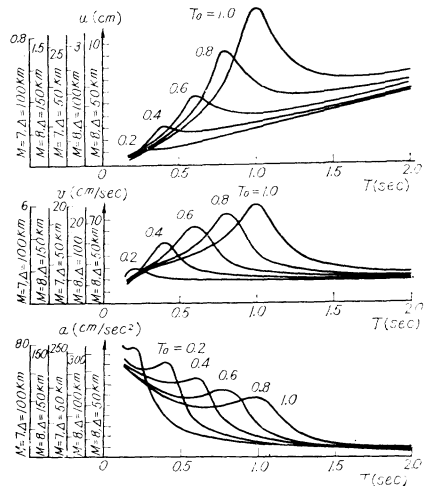 u (cm)
T₀=1.0
0.8
1.5
3
10
0.8
0.6
0.4
0.2
M=7.Δ=100Km
M=8.Δ=150Km
M=7.Δ=50Km
M=8.Δ=100Km
M=8.Δ=50Km
0.5
1.0
1.5
2.0
T(sec)
v (cm/sec)
T₀=1.0
6
20
20
70
0.8
0.6
0.4
0.2
M=7.Δ=100Km
M=8.Δ=150Km
M=7.Δ=50Km
M=8.Δ=100
M=8.Δ=50Km
0.5
1.0
1.5
2.0
T(sec)
a (cm/sec²)
80
150
250
300
T₀=0.2
0.4
0.6
0.8
1.0
M=7.Δ=100Km
M=8.Δ=150Km
M=7.Δ=50Km
M=8.Δ=100Km
M=8.Δ=50Km
0.5
1.0
1.5
2.0
T(sec)